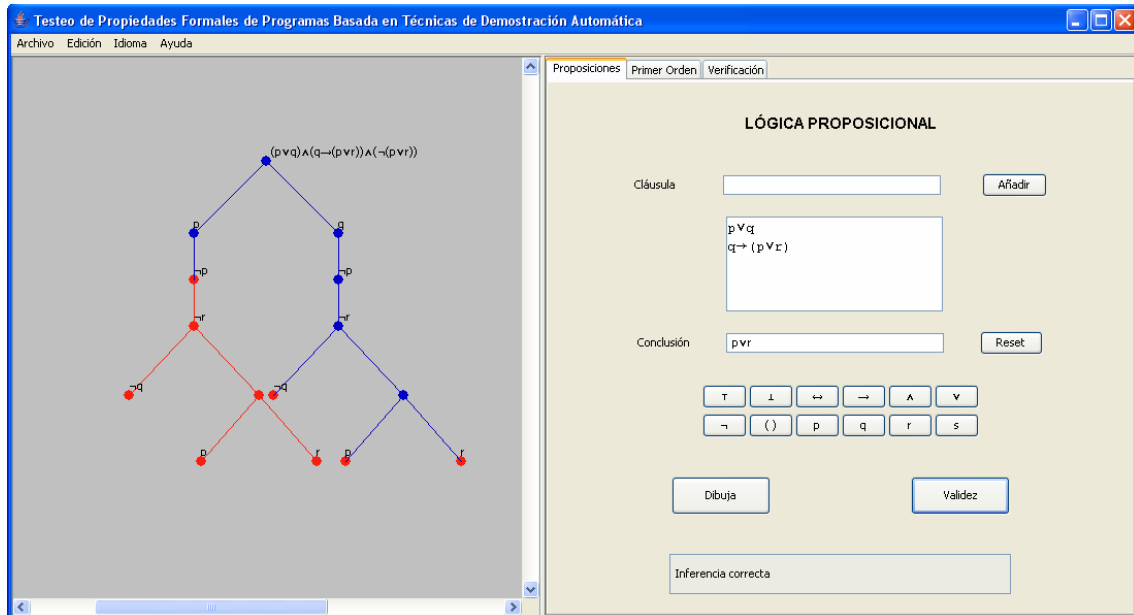 Testeo de Propiedades Formales de Programas Basada en Técnicas de Demostración Automática
Archivo Edición Idioma Ayuda
(p∨q)∧(q→(p∨r))∧(¬(p∨r))
p q
¬p ¬p
¬r ¬r
¬q ¬q
p r p r
Proposiciones Primer Orden Verificación
LÓGICA PROPOSICIONAL
Cláusula Añadir
p∨q
q→(p∨r)
Conclusión p∨r Reset
⊤ ⊥ ↔ → ∧ ∨
¬ () p q r s
Dibuja Validez
Inferencia correcta